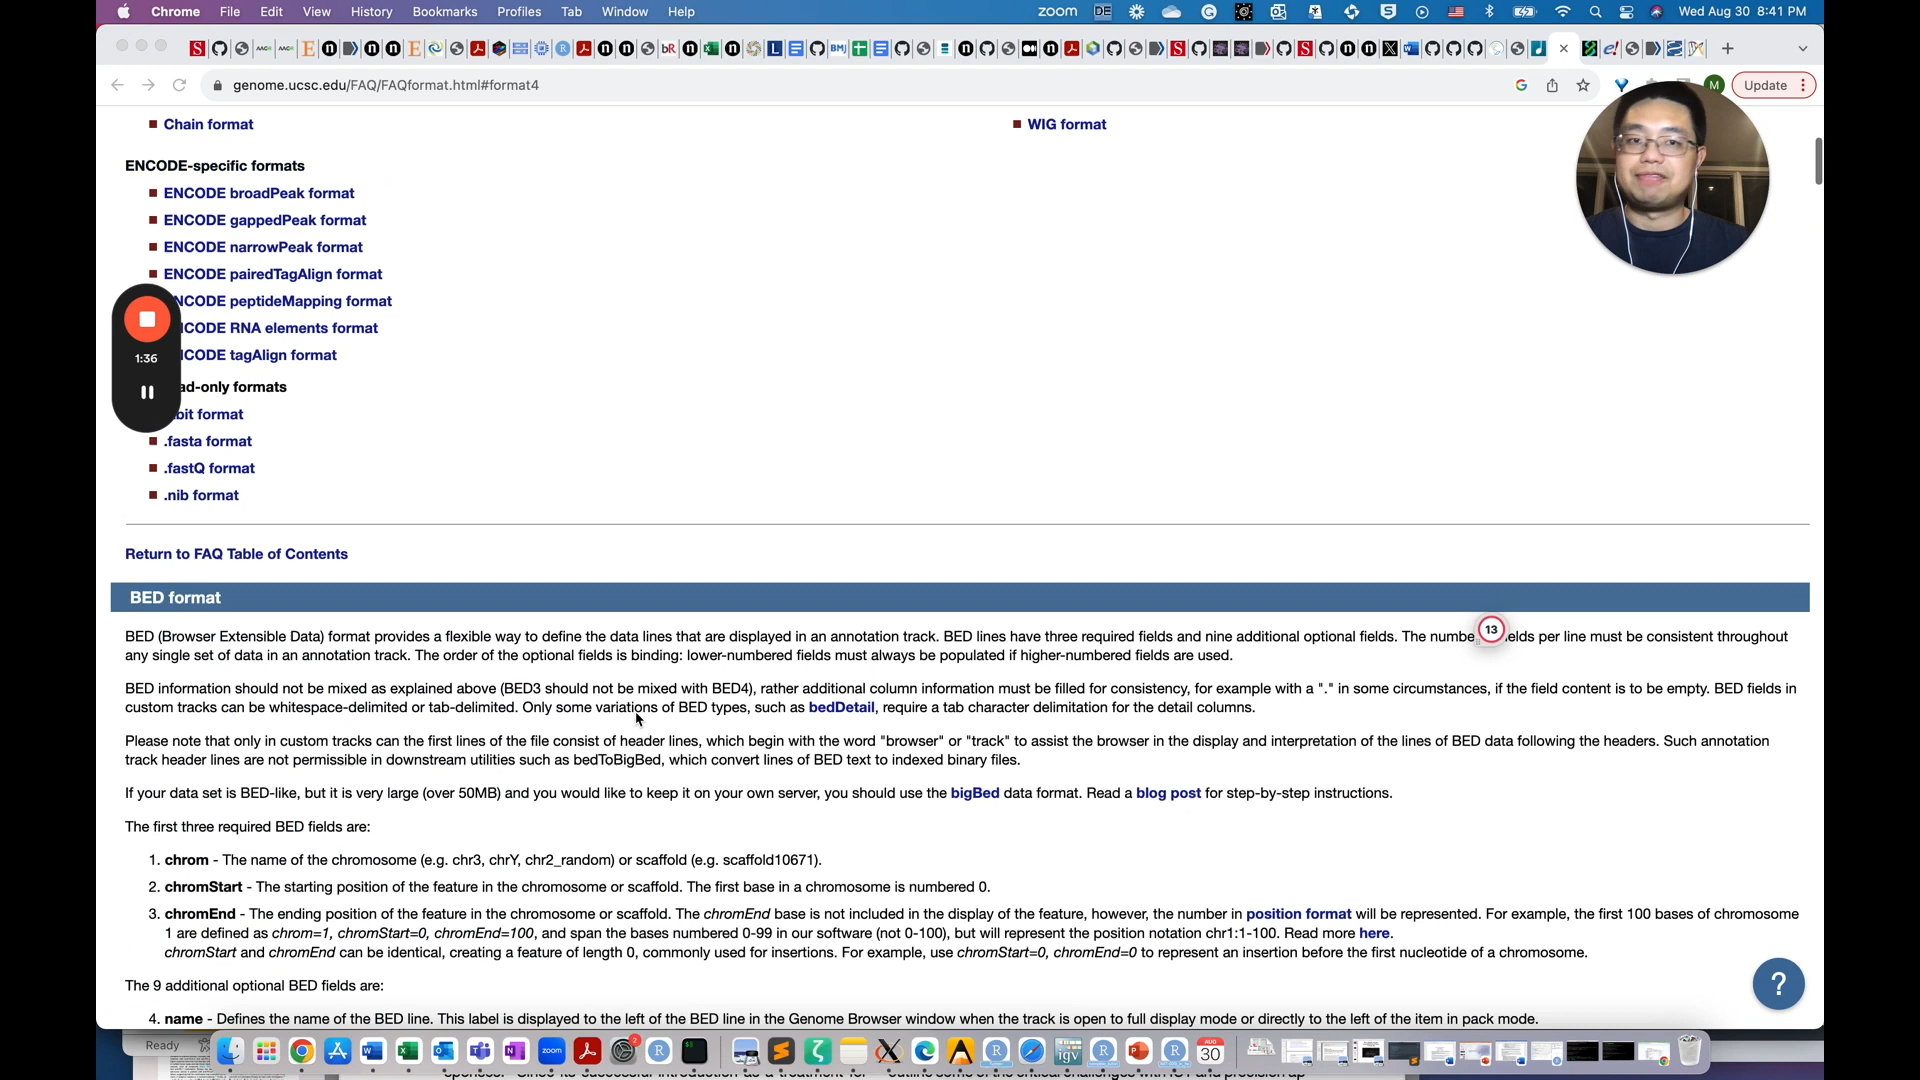 Chrome File Edit View History Bookmarks Profiles Tab Window Help zoom DE Wed Aug 30 8:41 PM
genome.ucsc.edu/FAQ/FAQformat.html#format4 M Update
Chain format
WIG format
ENCODE-specific formats
ENCODE broadPeak format
ENCODE gappedPeak format
ENCODE narrowPeak format
ENCODE pairedTagAlign format
NCODE peptideMapping format
CODE RNA elements format
1:36
CODE tagAlign format
ad-only formats
bit format
.fasta format
.fastQ format
.nib format
Return to FAQ Table of Contents
BED format
BED (Browser Extensible Data) format provides a flexible way to define the data lines that are displayed in an annotation track. BED lines have three required fields and nine additional optional fields. The numbe 13 elds per line must be consistent throughout
any single set of data in an annotation track. The order of the optional fields is binding: lower-numbered fields must always be populated if higher-numbered fields are used.
BED information should not be mixed as explained above (BED3 should not be mixed with BED4), rather additional column information must be filled for consistency, for example with a "." in some circumstances, if the field content is to be empty. BED fields in
custom tracks can be whitespace-delimited or tab-delimited. Only some variations of BED types, such as bedDetail, require a tab character delimitation for the detail columns.
Please note that only in custom tracks can the first lines of the file consist of header lines, which begin with the word "browser" or "track" to assist the browser in the display and interpretation of the lines of BED data following the headers. Such annotation
track header lines are not permissible in downstream utilities such as bedToBigBed, which convert lines of BED text to indexed binary files.
If your data set is BED-like, but it is very large (over 50MB) and you would like to keep it on your own server, you should use the bigBed data format. Read a blog post for step-by-step instructions.
The first three required BED fields are:
1. chrom - The name of the chromosome (e.g. chr3, chrY, chr2_random) or scaffold (e.g. scaffold10671).
2. chromStart - The starting position of the feature in the chromosome or scaffold. The first base in a chromosome is numbered 0.
3. chromEnd - The ending position of the feature in the chromosome or scaffold. The chromEnd base is not included in the display of the feature, however, the number in position format will be represented. For example, the first 100 bases of chromosome
1 are defined as chrom=1, chromStart=0, chromEnd=100, and span the bases numbered 0-99 in our software (not 0-100), but will represent the position notation chr1:1-100. Read more here.
chromStart and chromEnd can be identical, creating a feature of length 0, commonly used for insertions. For example, use chromStart=0, chromEnd=0 to represent an insertion before the first nucleotide of a chromosome.
?
The 9 additional optional BED fields are:
4. name - Defines the name of the BED line. This label is displayed to the left of the BED line in the Genome Browser window when the track is open to full display mode or directly to the left of the item in pack mode.
Ready
zoom 2 igv AUG 30